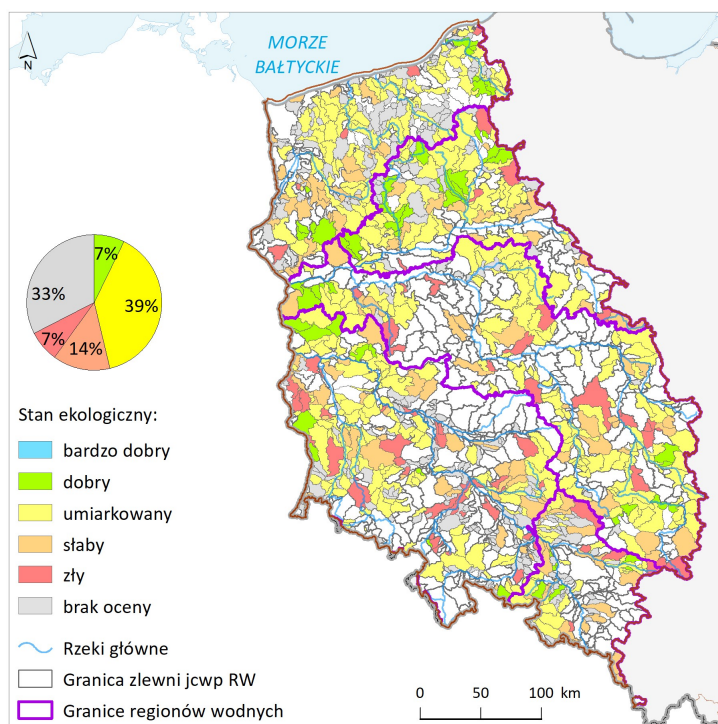 MORZE
BAŁTYCKIE
N
7%
33%
39%
7%
14%
Stan ekologiczny:
bardzo dobry
dobry
umiarkowany
słaby
zły
brak oceny
Rzeki główne
Granica zlewni jcwp RW
Granice regionów wodnych
0 50 100 km